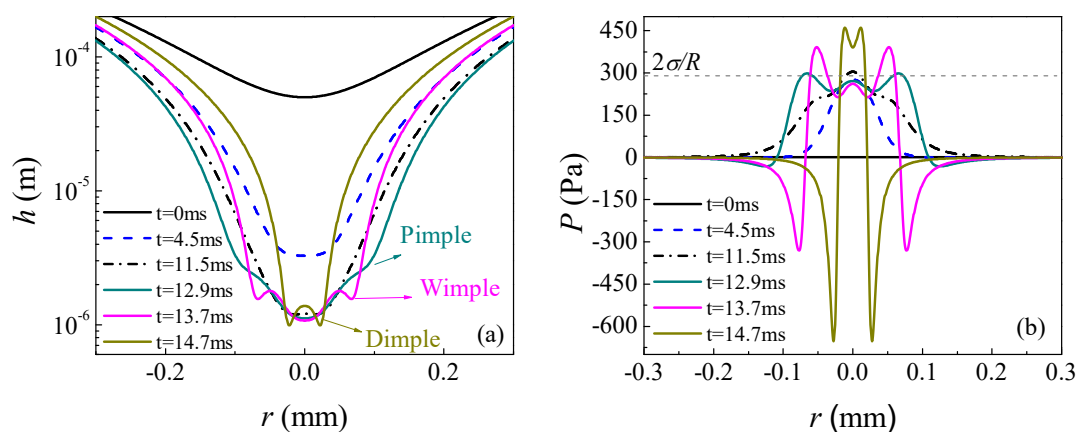 10⁻⁴
10⁻⁵
10⁻⁶
h (m)
t=0ms
t=4.5ms
t=11.5ms
t=12.9ms
t=13.7ms
t=14.7ms
Pimple
Wimple
Dimple
(a)
-0.2 0.0 0.2
r (mm)
450
300
150
0
-150
-300
-450
-600
P (Pa)
2σ/R
t=0ms
t=4.5ms
t=11.5ms
t=12.9ms
t=13.7ms
t=14.7ms
(b)
-0.3 -0.2 -0.1 0.0 0.1 0.2 0.3
r (mm)